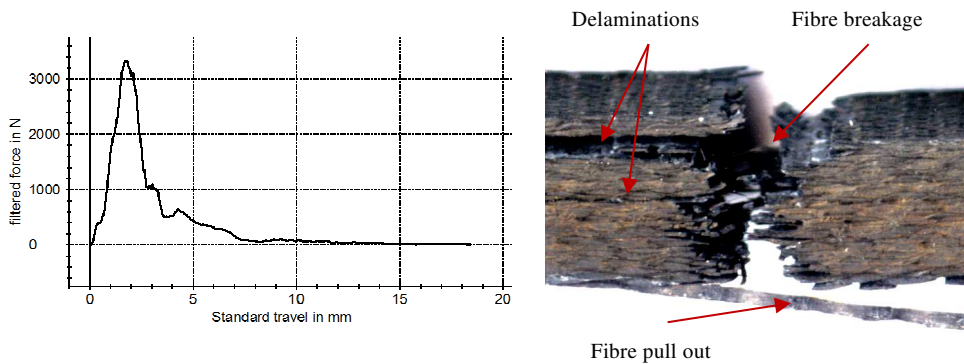 filtered force in N
3000
2000
1000
0
0
5
10
15
20
Standard travel in mm
Delaminations
Fibre breakage
Fibre pull out